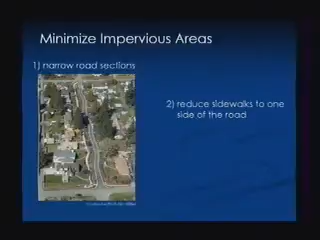 Minimize Impervious Areas
1) narrow road sections
2) reduce sidewalks to one
side of the road